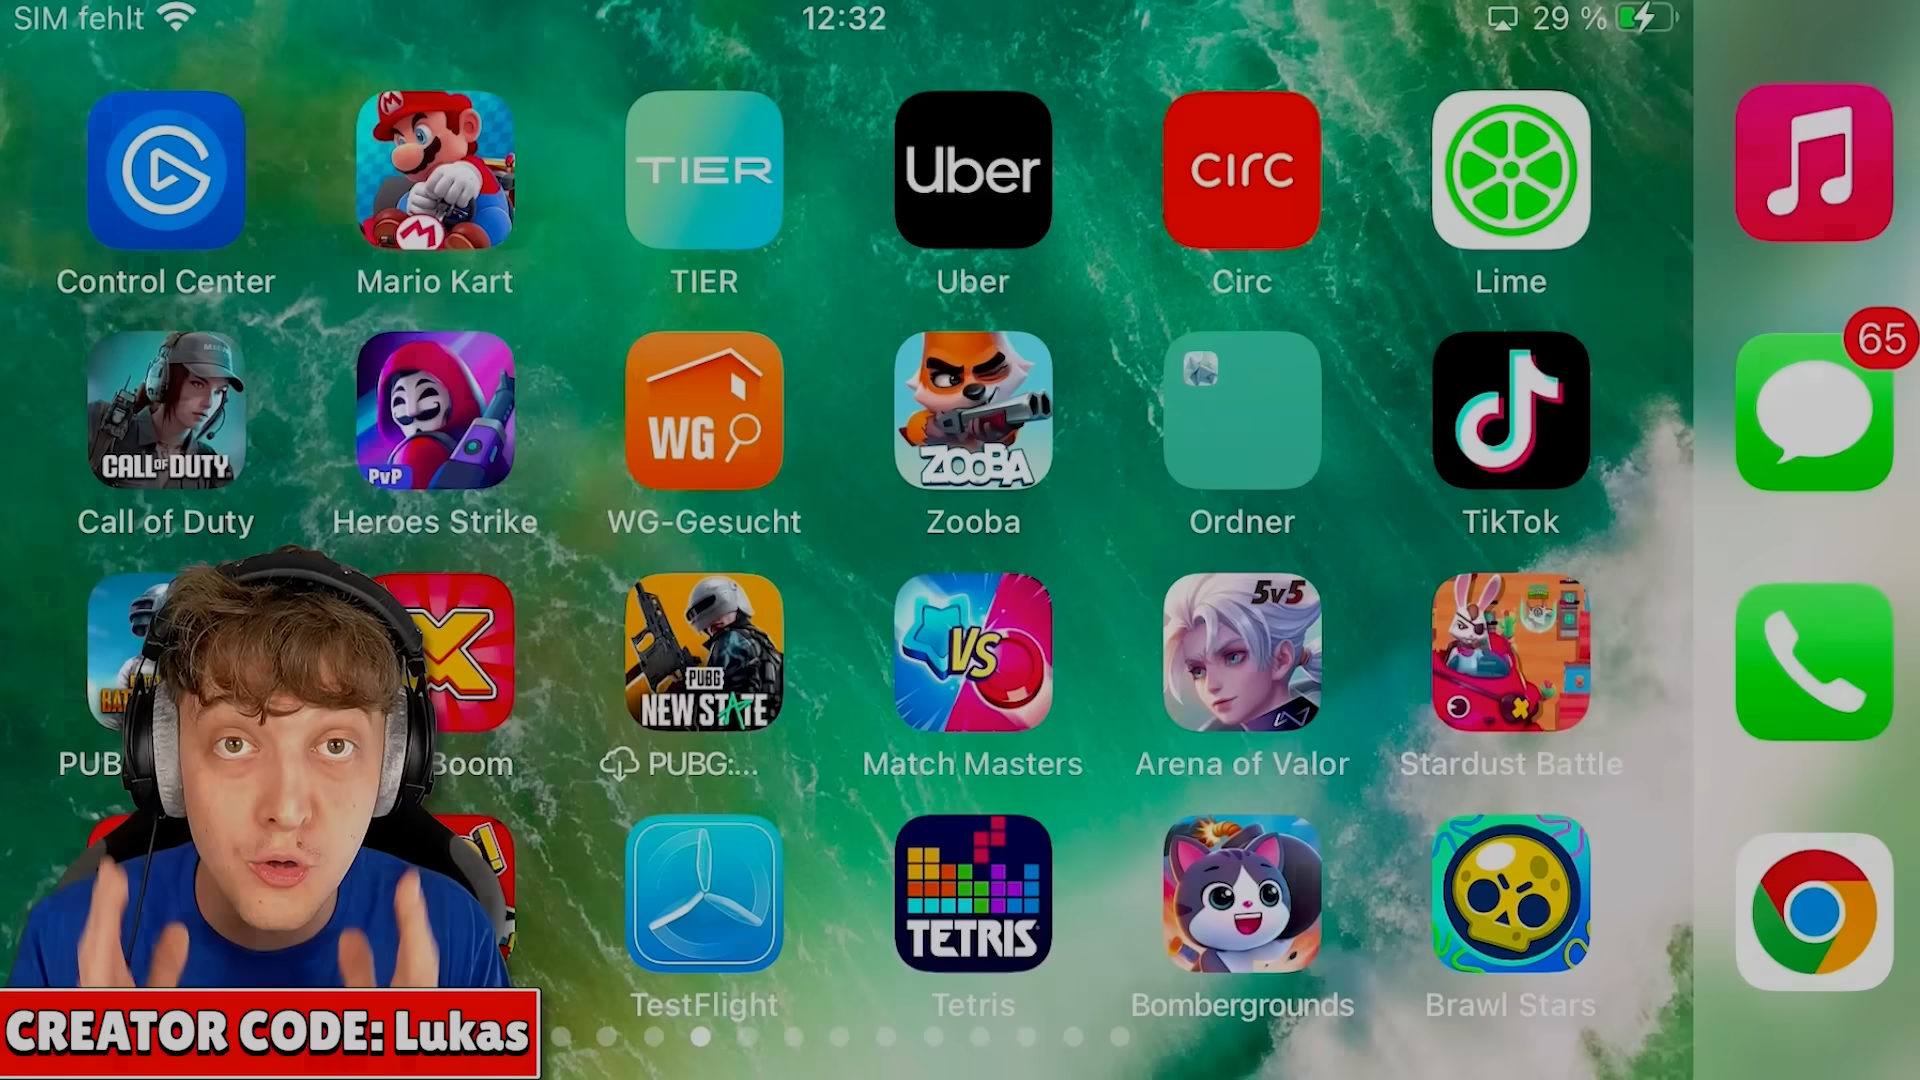 SIM fehlt 12:32 29 %
TIER Uber circ
Control Center Mario Kart TIER Uber Circ Lime
65
CALL OF DUTY PvP WG ZOOBA
Call of Duty Heroes Strike WG-Gesucht Zooba Ordner TikTok
PUBG NEW STATE VS 5v5
PUB Boom PUBG:... Match Masters Arena of Valor Stardust Battle
TETRIS
TestFlight Tetris Bombergrounds Brawl Stars
CREATOR CODE: Lukas